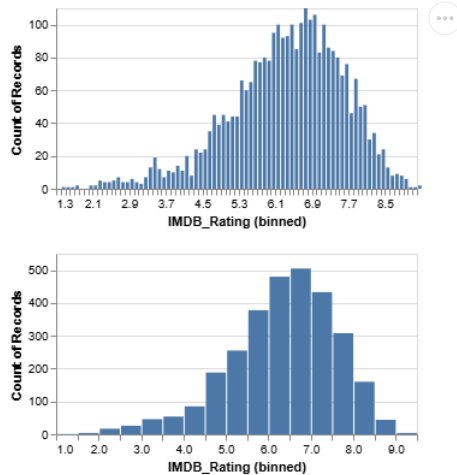 Count of Records
100
80
60
40
20
0
1.3 2.1 2.9 3.7 4.5 5.3 6.1 6.9 7.7 8.5
IMDB_Rating (binned)
Count of Records
500
400
300
200
100
0
1.0 2.0 3.0 4.0 5.0 6.0 7.0 8.0 9.0
IMDB_Rating (binned)